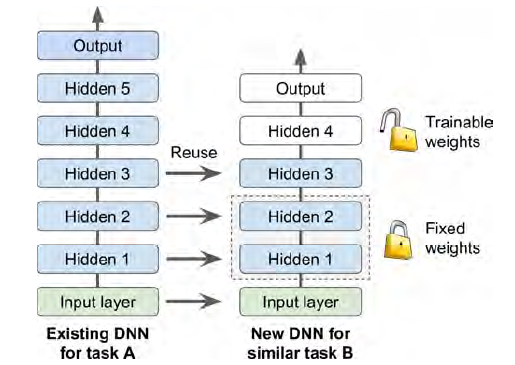 Output
Hidden 5
Hidden 4
Hidden 3
Hidden 2
Hidden 1
Input layer
Existing DNN
for task A
Reuse
Output
Hidden 4
Hidden 3
Hidden 2
Hidden 1
Input layer
New DNN for
similar task B
Trainable
weights
Fixed
weights